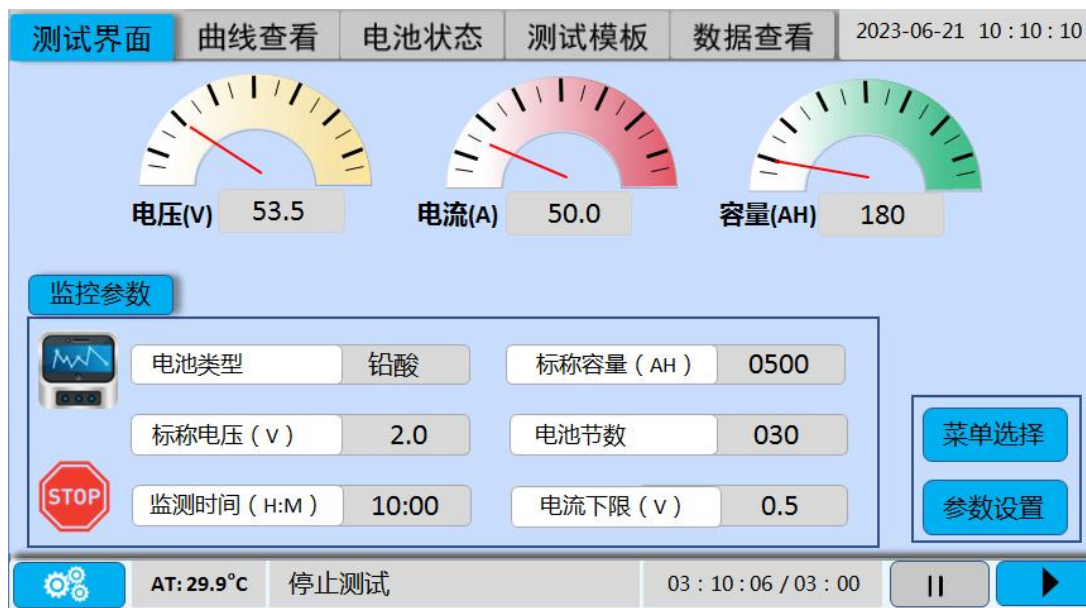 测试界面 曲线查看 电池状态 测试模板 数据查看 2023-06-21 10 : 10 : 10
电压(V) 53.5 电流(A) 50.0 容量(AH) 180
监控参数
电池类型 铅酸 标称容量（AH） 0500
标称电压（V） 2.0 电池节数 030
菜单选择
STOP 监测时间（H:M） 10:00 电流下限（V） 0.5
参数设置
AT: 29.9°C 停止测试 03 : 10 : 06 / 03 : 00